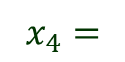 x₄ =